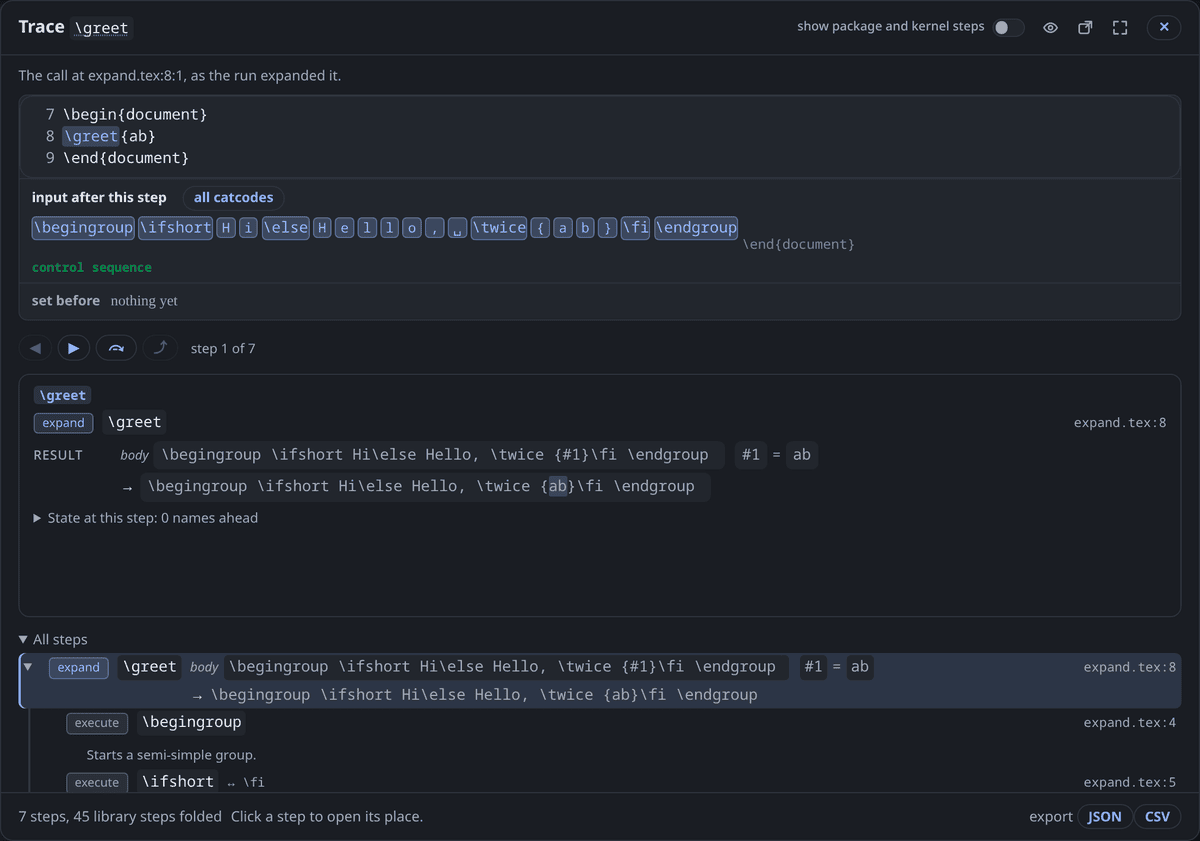 Trace \greet show package and kernel steps
The call at expand.tex:8:1, as the run expanded it.
7 \begin{document}
8 \greet{ab}
9 \end{document}
input after this step all catcodes
\begingroup \ifshort H i \else H e l l o , ␣ \twice { a b } \fi \endgroup \end{document}
control sequence
set before nothing yet
step 1 of 7
\greet
expand \greet expand.tex:8
RESULT body \begingroup \ifshort Hi\else Hello, \twice {#1}\fi \endgroup #1 = ab
→ \begingroup \ifshort Hi\else Hello, \twice {ab}\fi \endgroup
▶ State at this step: 0 names ahead
▼ All steps
▼ expand \greet body \begingroup \ifshort Hi\else Hello, \twice {#1}\fi \endgroup #1 = ab expand.tex:8
→ \begingroup \ifshort Hi\else Hello, \twice {ab}\fi \endgroup
execute \begingroup expand.tex:4
Starts a semi-simple group.
execute \ifshort ↔ \fi expand.tex:5
7 steps, 45 library steps folded Click a step to open its place. export JSON CSV